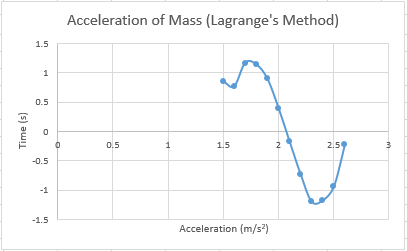 Acceleration of Mass (Lagrange's Method)
1.5
1
0.5
0
-0.5
-1
-1.5
0 0.5 1 1.5 2 2.5 3
Time (s)
Acceleration (m/s²)